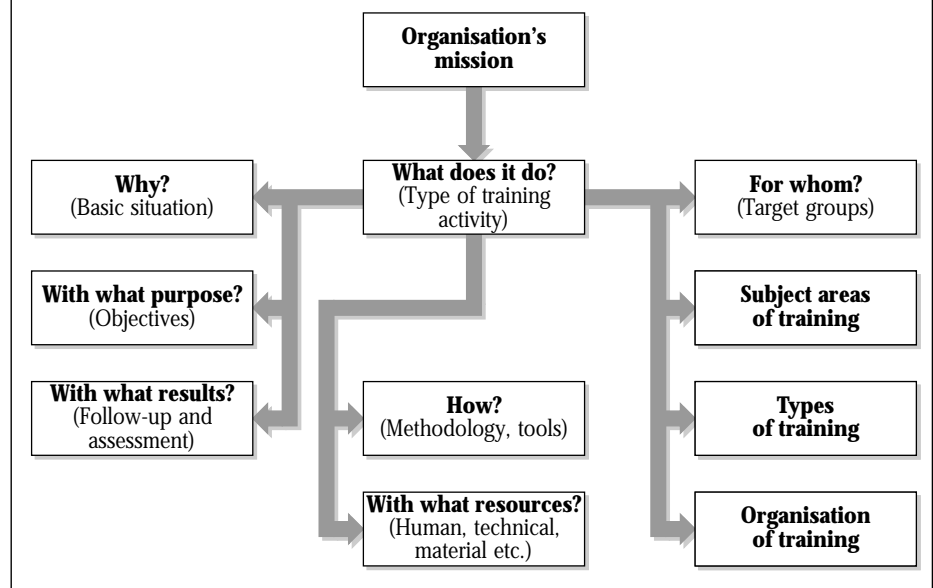 Organisation's
mission
Why?
(Basic situation)
What does it do?
(Type of training
activity)
For whom?
(Target groups)
With what purpose?
(Objectives)
Subject areas
of training
With what results?
(Follow-up and
assessment)
How?
(Methodology, tools)
Types
of training
With what resources?
(Human, technical,
material etc.)
Organisation
of training